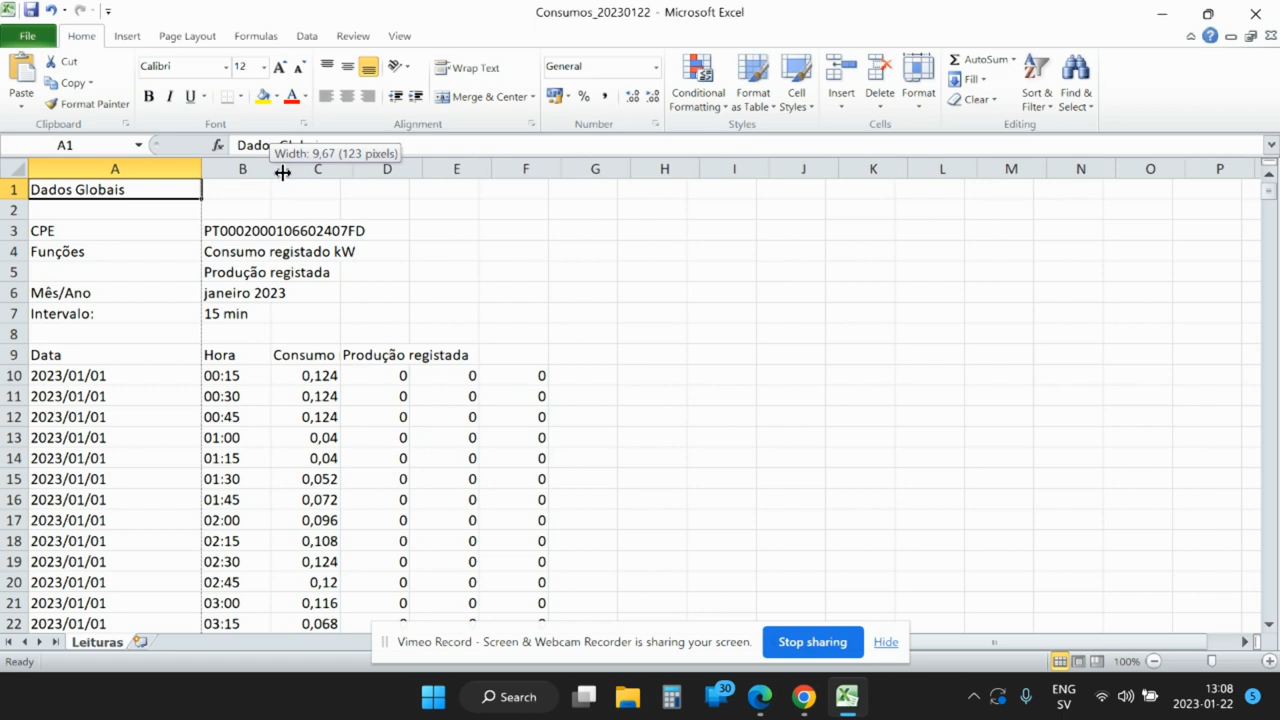 Consumos_20230122 - Microsoft Excel
File Home Insert Page Layout Formulas Data Review View
Paste
Cut
Copy
Format Painter
Clipboard
Calibri 12
B I U A
Font
Wrap Text
Merge & Center
Alignment
General
% ,
Number
Conditional Formatting
Format as Table
Cell Styles
Styles
Insert Delete Format
Cells
AutoSum
Fill
Clear
Sort & Filter
Find & Select
Editing
A1 fx
Width: 9,67 (123 pixels)
A B C D E F G H I J K L M N O P
1 Dados Globais
2
3 CPE PT0002000106602407FD
4 Funções Consumo registado kW
5 Produção registada
6 Mês/Ano janeiro 2023
7 Intervalo: 15 min
8
9 Data Hora Consumo Produção registada
10 2023/01/01 00:15 0,124 0 0 0
11 2023/01/01 00:30 0,124 0 0 0
12 2023/01/01 00:45 0,124 0 0 0
13 2023/01/01 01:00 0,04 0 0 0
14 2023/01/01 01:15 0,04 0 0 0
15 2023/01/01 01:30 0,052 0 0 0
16 2023/01/01 01:45 0,072 0 0 0
17 2023/01/01 02:00 0,096 0 0 0
18 2023/01/01 02:15 0,108 0 0 0
19 2023/01/01 02:30 0,124 0 0 0
20 2023/01/01 02:45 0,12 0 0 0
21 2023/01/01 03:00 0,116 0 0 0
22 2023/01/01 03:15 0,068
Leituras
Vimeo Record - Screen & Webcam Recorder is sharing your screen. Stop sharing Hide
Ready 100%
Search 30 ENG SV 13:08 2023-01-22 5